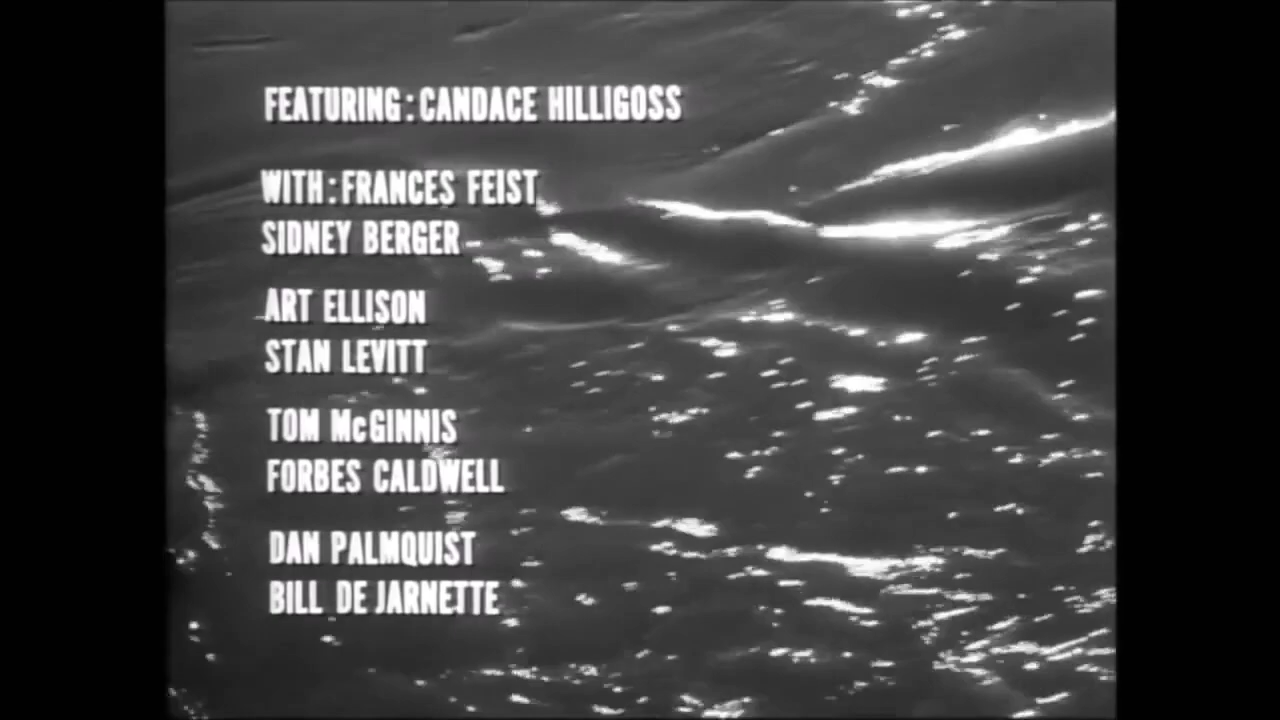 FEATURING: CANDACE HILLIGOSS
WITH: FRANCES FEIST
SIDNEY BERGER
ART ELLISON
STAN LEVITT
TOM McGINNIS
FORBES CALDWELL
DAN PALMQUIST
BILL DE JARNETTE